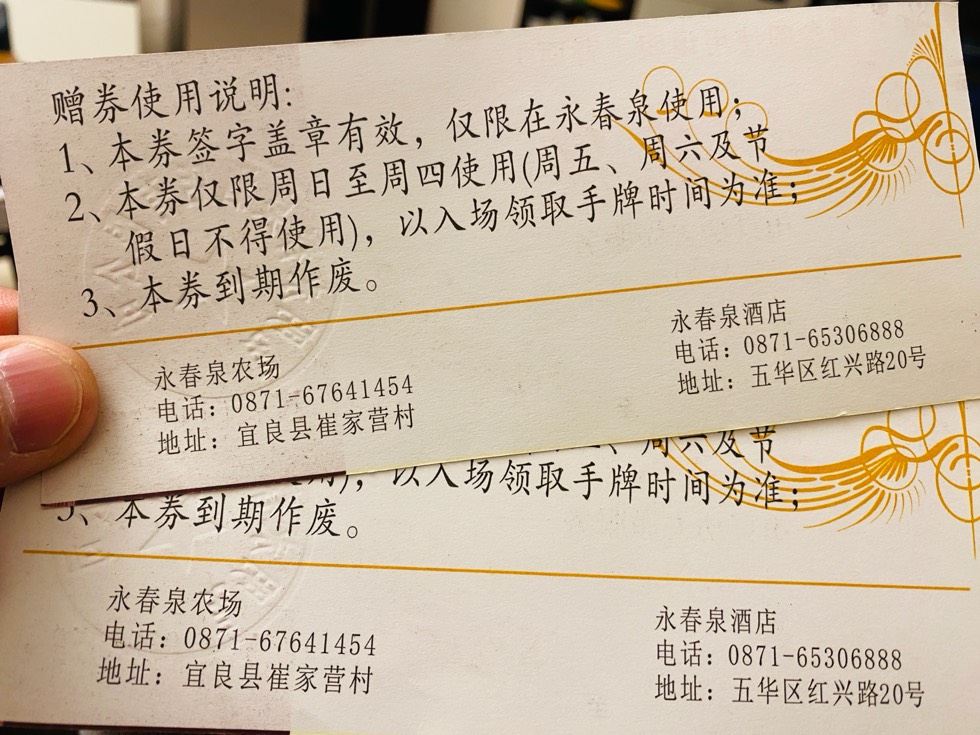 赠券使用说明:
1、本券签字盖章有效，仅限在永春泉使用；
2、本券仅限周日至周四使用(周五、周六及节
假日不得使用)，以入场领取手牌时间为准；
3、本券到期作废。
永春泉农场
电话：0871-67641454
地址：宜良县崔家营村
永春泉酒店
电话：0871-65306888
地址：五华区红兴路20号
、周六及节
用)，以入场领取手牌时间为准；
3、本券到期作废。
永春泉农场
电话：0871-67641454
地址：宜良县崔家营村
永春泉酒店
电话：0871-65306888
地址：五华区红兴路20号